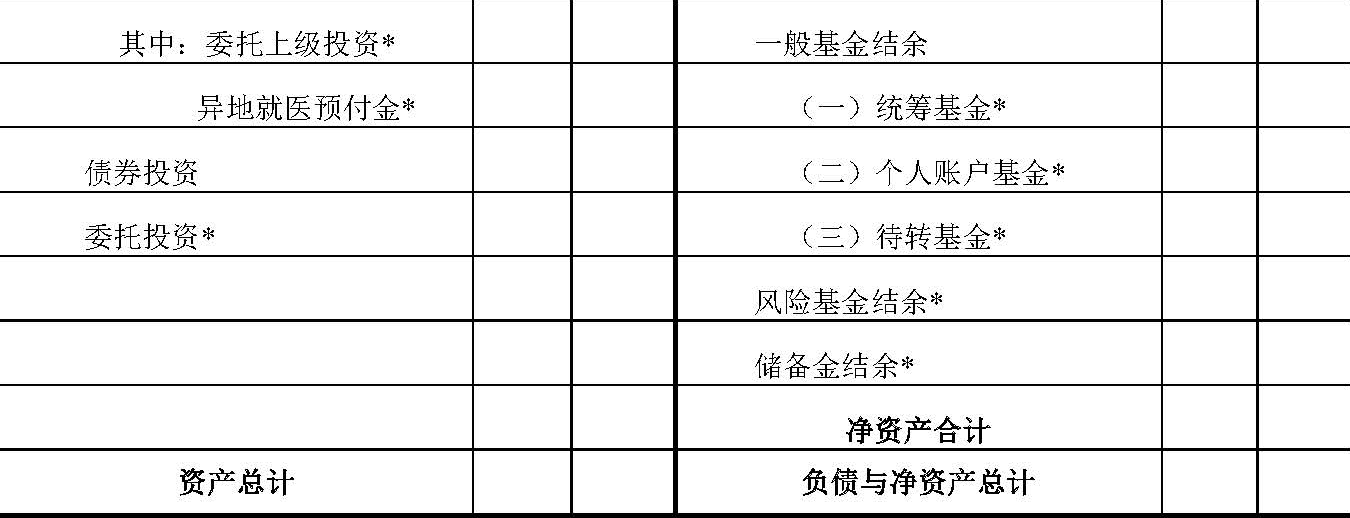 其中：委托上级投资* 一般基金结余
异地就医预付金* （一）统筹基金*
债券投资 （二）个人账户基金*
委托投资* （三）待转基金*
风险基金结余*
储备金结余*
净资产合计
资产总计 负债与净资产总计